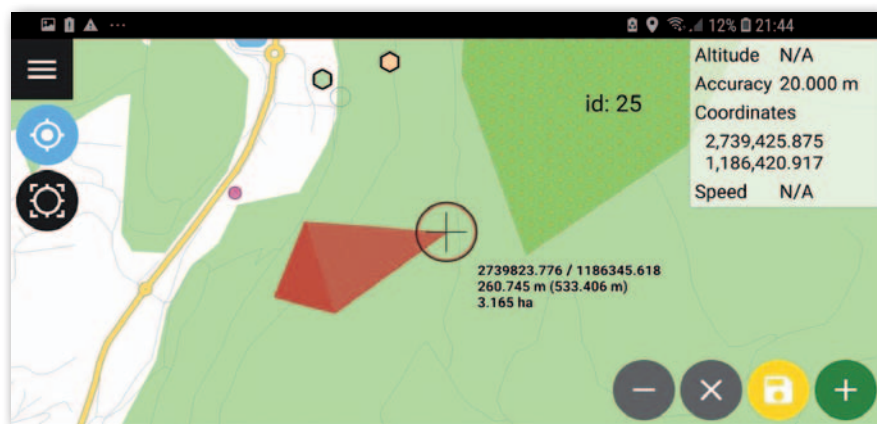 12% 21:44
Altitude N/A
Accuracy 20.000 m
Coordinates
2,739,425.875
1,186,420.917
Speed N/A
id: 25
2739823.776 / 1186345.618
260.745 m (533.406 m)
3.165 ha